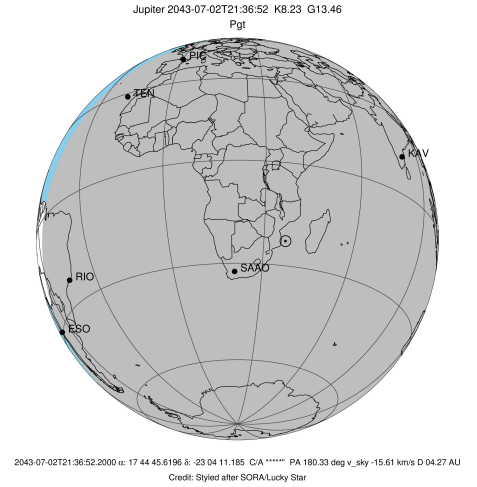 Jupiter 2043-07-02T21:36:52 K8.23 G13.46
Pgt
PIC
TEN
KAV
SAAO
RIO
ESO
2043-07-02T21:36:52.2000 α: 17 44 45.6196 δ: -23 04 11.185 C/A *****" PA 180.33 deg v_sky -15.61 km/s D 04.27 AU
Credit: Styled after SORA/Lucky Star